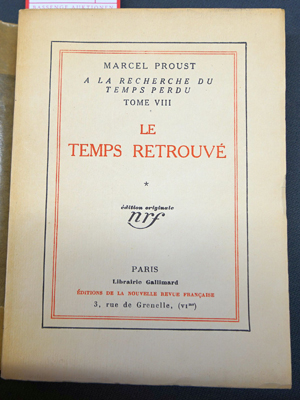 MARCEL PROUST
A LA RECHERCHE DU
TEMPS PERDU
TOME VIII
LE
TEMPS RETROUVÉ
*
édition originale
nrf
PARIS
Librairie Gallimard
ÉDITIONS DE LA NOUVELLE REVUE FRANÇAISE
3, rue de Grenelle, (VIme)